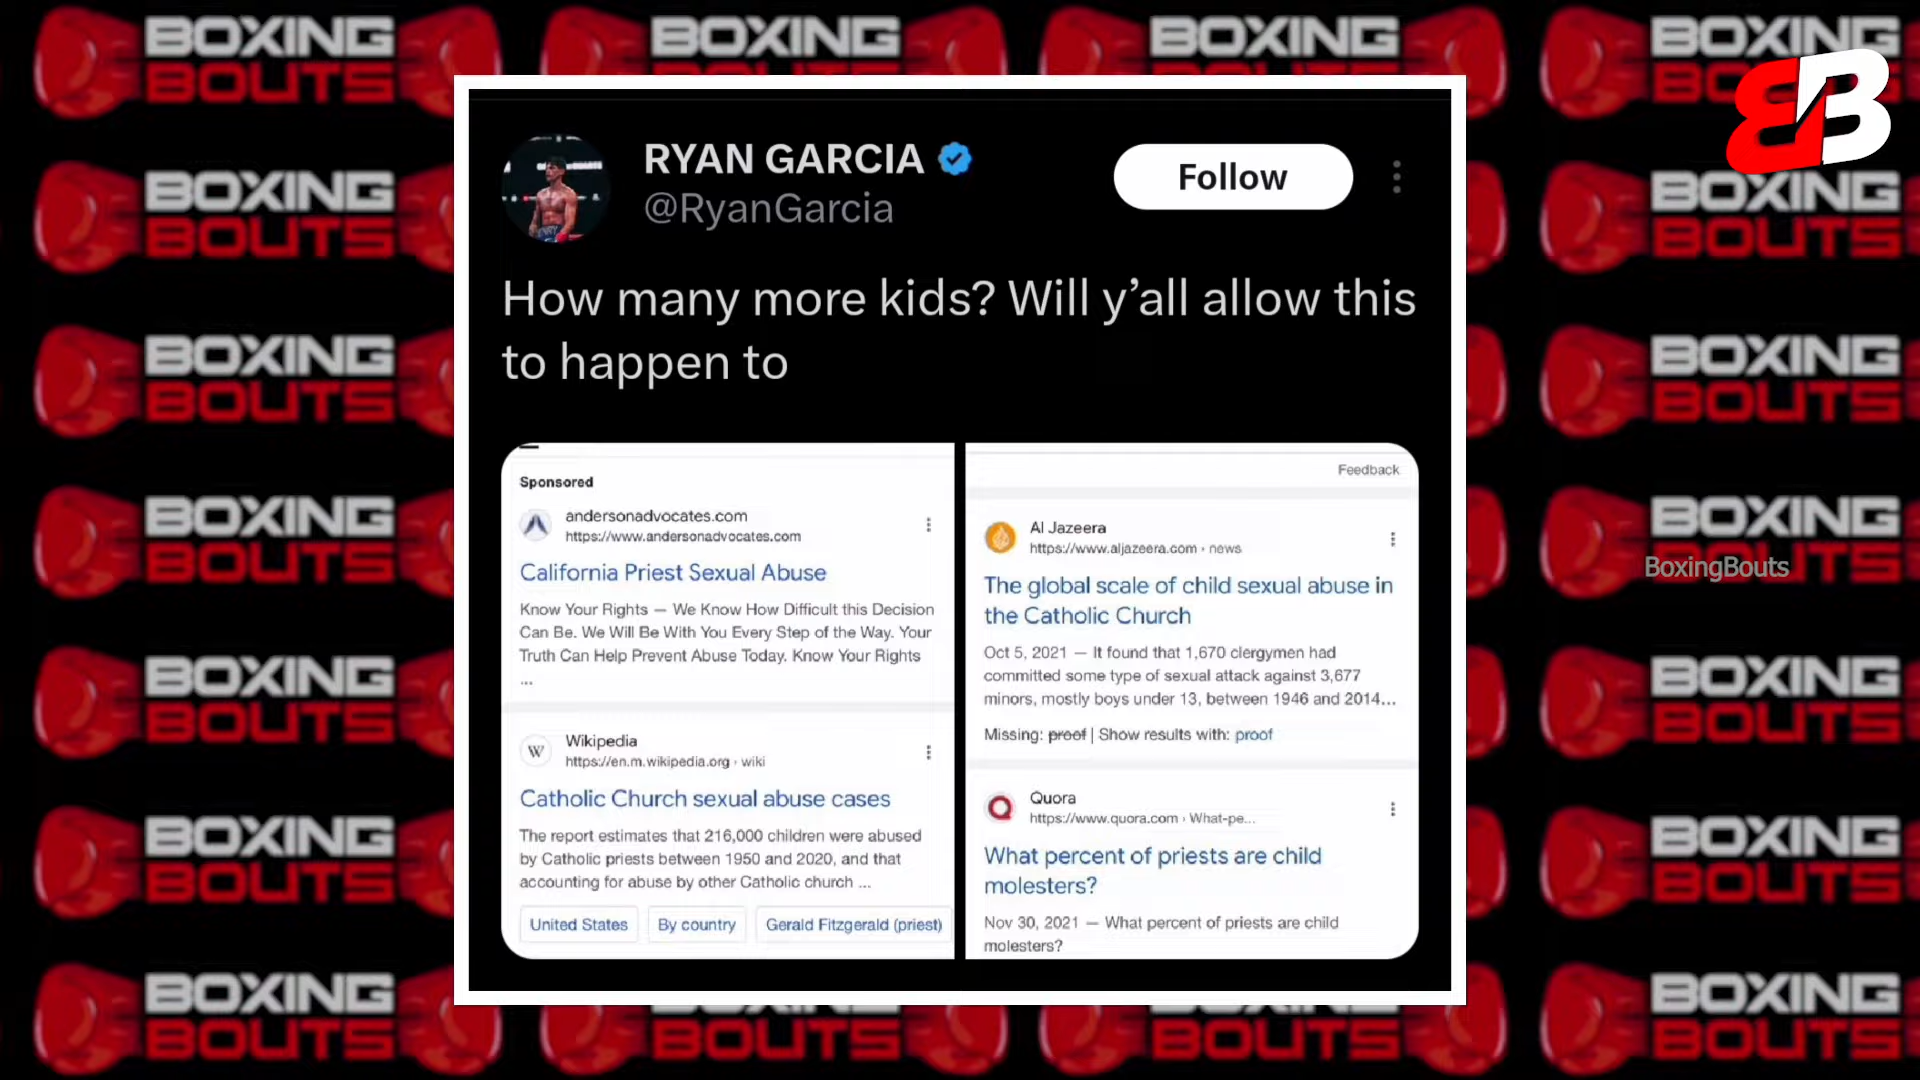 BOXING BOUTS
BB
RYAN GARCIA
@RyanGarcia
Follow
How many more kids? Will y’all allow this
to happen to
Sponsored
andersonadvocates.com
https://www.andersonadvocates.com
California Priest Sexual Abuse
Know Your Rights — We Know How Difficult this Decision
Can Be. We Will Be With You Every Step of the Way. Your
Truth Can Help Prevent Abuse Today. Know Your Rights
...
W
Wikipedia
https://en.m.wikipedia.org › wiki
Catholic Church sexual abuse cases
The report estimates that 216,000 children were abused
by Catholic priests between 1950 and 2020, and that
accounting for abuse by other Catholic church ...
United States
By country
Gerald Fitzgerald (priest)
Feedback
Al Jazeera
https://www.aljazeera.com › news
The global scale of child sexual abuse in
the Catholic Church
Oct 5, 2021 — It found that 1,670 clergymen had
committed some type of sexual attack against 3,677
minors, mostly boys under 13, between 1946 and 2014...
Missing: proof | Show results with: proof
Quora
https://www.quora.com › What-pe...
What percent of priests are child
molesters?
Nov 30, 2021 — What percent of priests are child
molesters?
BoxingBouts